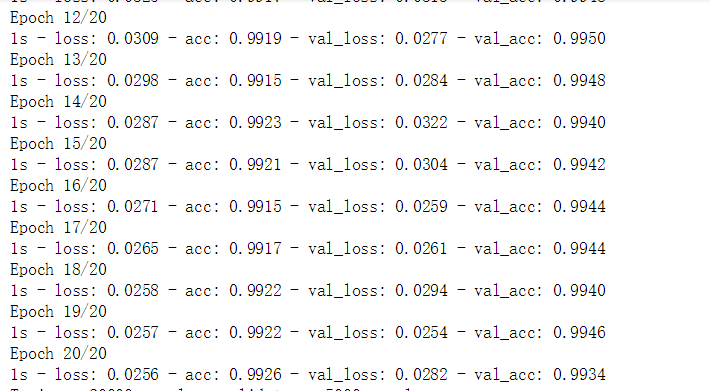 Epoch 12/20
1s - loss: 0.0309 - acc: 0.9919 - val_loss: 0.0277 - val_acc: 0.9950
Epoch 13/20
1s - loss: 0.0298 - acc: 0.9915 - val_loss: 0.0284 - val_acc: 0.9948
Epoch 14/20
1s - loss: 0.0287 - acc: 0.9923 - val_loss: 0.0322 - val_acc: 0.9940
Epoch 15/20
1s - loss: 0.0287 - acc: 0.9921 - val_loss: 0.0304 - val_acc: 0.9942
Epoch 16/20
1s - loss: 0.0271 - acc: 0.9915 - val_loss: 0.0259 - val_acc: 0.9944
Epoch 17/20
1s - loss: 0.0265 - acc: 0.9917 - val_loss: 0.0261 - val_acc: 0.9944
Epoch 18/20
1s - loss: 0.0258 - acc: 0.9922 - val_loss: 0.0294 - val_acc: 0.9940
Epoch 19/20
1s - loss: 0.0257 - acc: 0.9922 - val_loss: 0.0254 - val_acc: 0.9946
Epoch 20/20
1s - loss: 0.0256 - acc: 0.9926 - val_loss: 0.0282 - val_acc: 0.9934